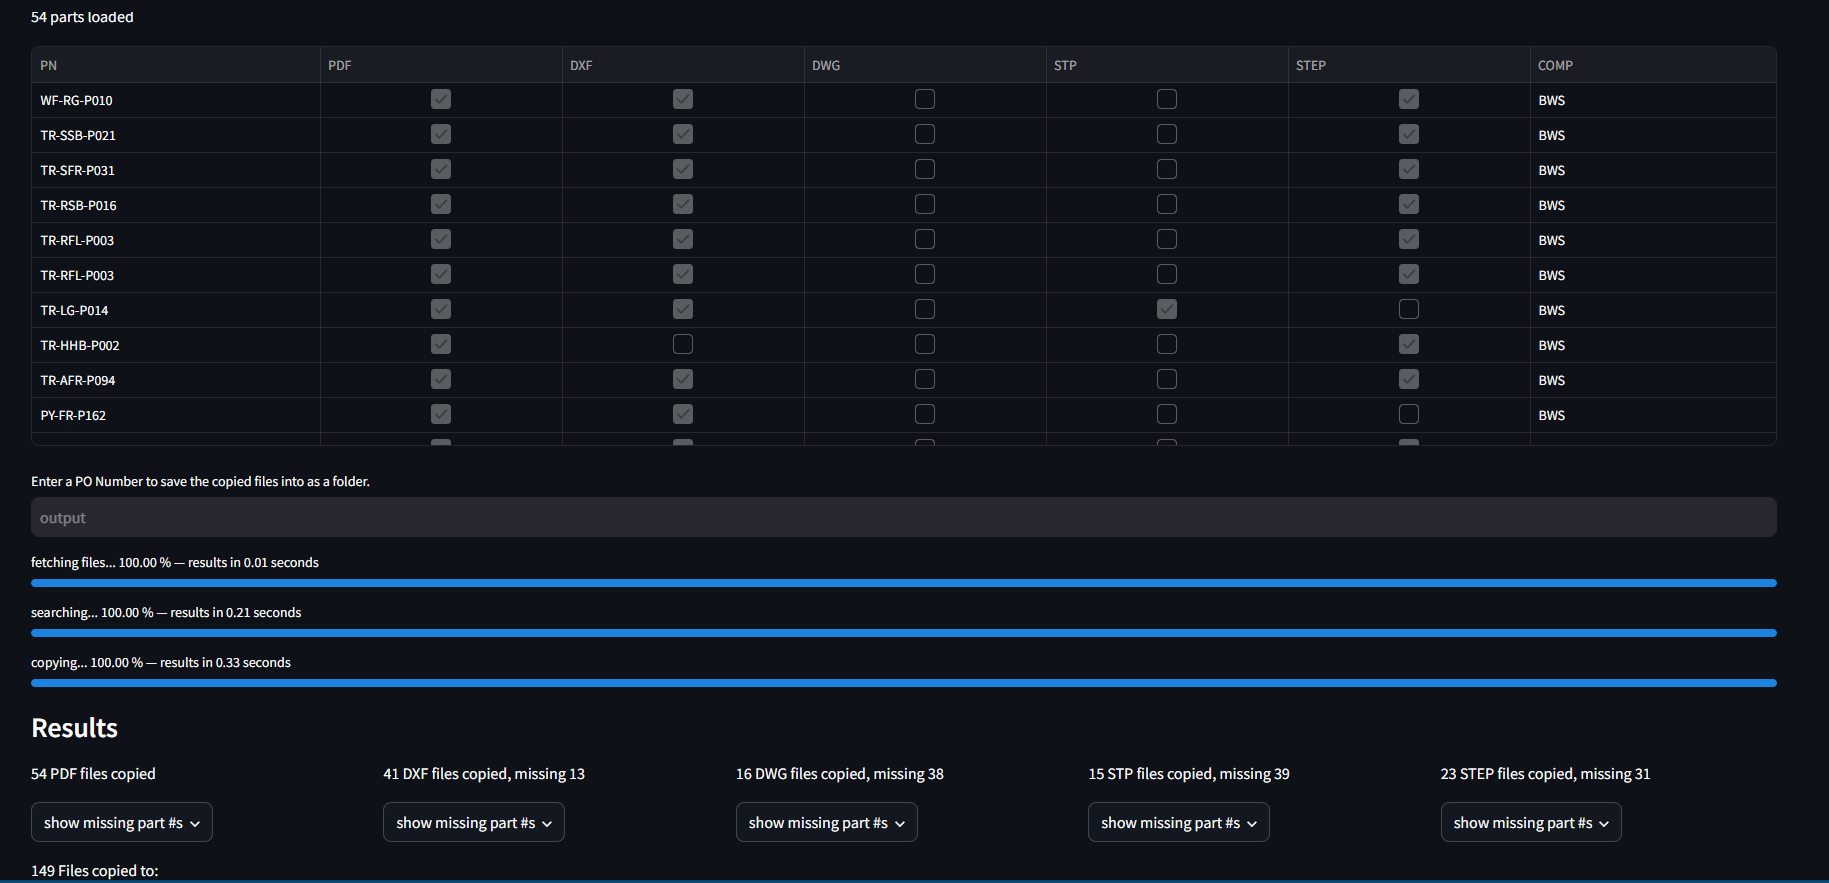 54 parts loaded
PN PDF DXF DWG STP STEP COMP
WF-RG-P010 BWS
TR-SSB-P021 BWS
TR-SFR-P031 BWS
TR-RSB-P016 BWS
TR-RFL-P003 BWS
TR-RFL-P003 BWS
TR-LG-P014 BWS
TR-HHB-P002 BWS
TR-AFR-P094 BWS
PY-FR-P162 BWS
Enter a PO Number to save the copied files into as a folder.
output
fetching files... 100.00 % — results in 0.01 seconds
searching... 100.00 % — results in 0.21 seconds
copying... 100.00 % — results in 0.33 seconds
Results
54 PDF files copied 41 DXF files copied, missing 13 16 DWG files copied, missing 38 15 STP files copied, missing 39 23 STEP files copied, missing 31
show missing part #s show missing part #s show missing part #s show missing part #s show missing part #s
149 Files copied to: